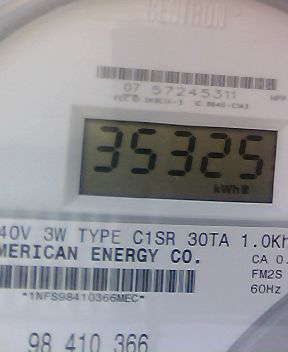 CENTRON
07 57245311
35325
kWh
40V 3W TYPE C1SR 30TA 1.0Kh
MERICAN ENERGY CO.
CA 0.
FM2S
60Hz
*1NFS98410366MEC*
98 410 366